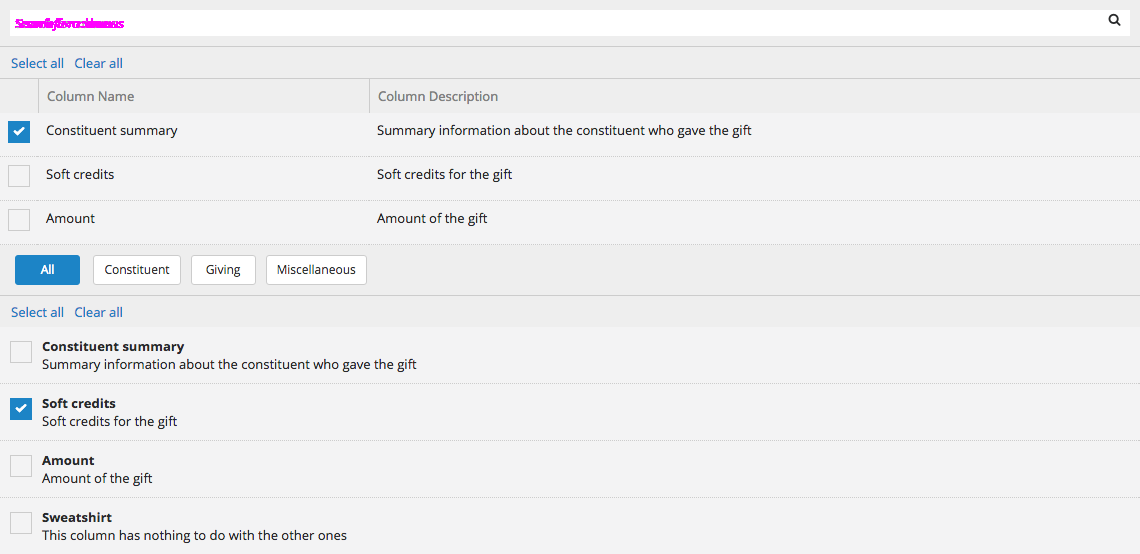 Select all Clear all
Column Name Column Description
Constituent summary Summary information about the constituent who gave the gift
Soft credits Soft credits for the gift
Amount Amount of the gift
All Constituent Giving Miscellaneous
Select all Clear all
Constituent summary
Summary information about the constituent who gave the gift
Soft credits
Soft credits for the gift
Amount
Amount of the gift
Sweatshirt
This column has nothing to do with the other ones